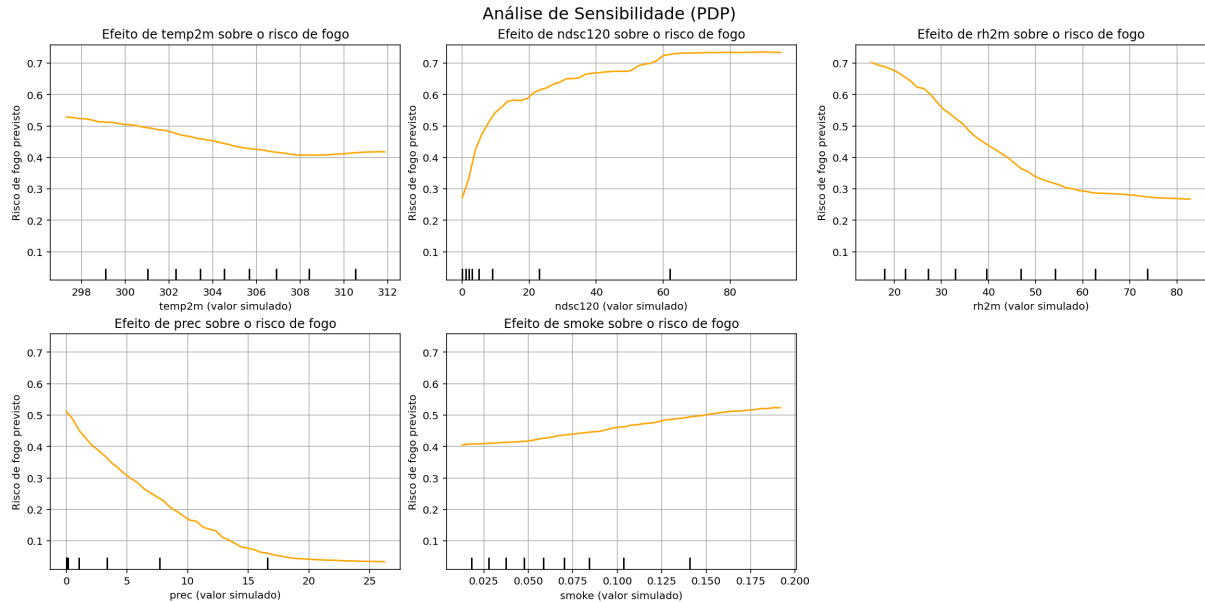 Análise de Sensibilidade (PDP)
Efeito de temp2m sobre o risco de fogo
Risco de fogo previsto
0.7
0.6
0.5
0.4
0.3
0.2
0.1
298 300 302 304 306 308 310 312
temp2m (valor simulado)
Efeito de ndsc120 sobre o risco de fogo
Risco de fogo previsto
0.7
0.6
0.5
0.4
0.3
0.2
0.1
0 20 40 60 80
ndsc120 (valor simulado)
Efeito de rh2m sobre o risco de fogo
Risco de fogo previsto
0.7
0.6
0.5
0.4
0.3
0.2
0.1
20 30 40 50 60 70 80
rh2m (valor simulado)
Efeito de prec sobre o risco de fogo
Risco de fogo previsto
0.7
0.6
0.5
0.4
0.3
0.2
0.1
0 5 10 15 20 25
prec (valor simulado)
Efeito de smoke sobre o risco de fogo
Risco de fogo previsto
0.7
0.6
0.5
0.4
0.3
0.2
0.1
0.025 0.050 0.075 0.100 0.125 0.150 0.175 0.200
smoke (valor simulado)